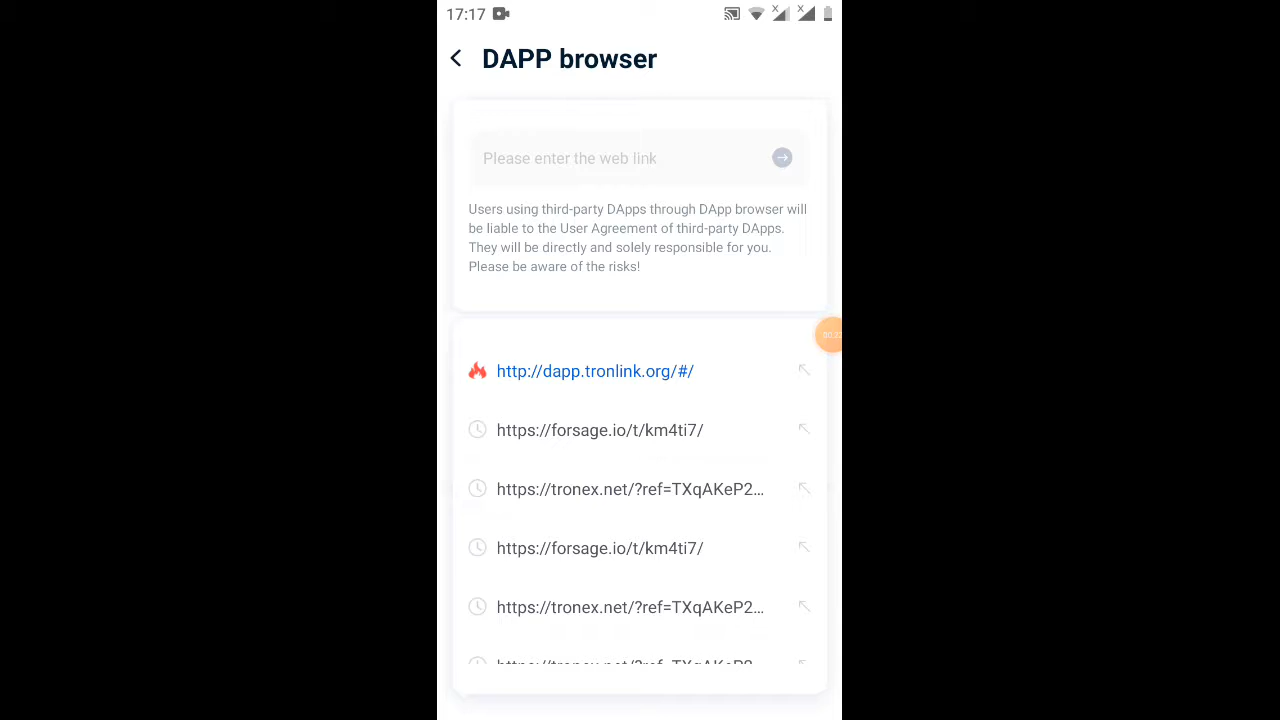 17:17
DAPP browser
Please enter the web link
Users using third-party DApps through DApp browser will
be liable to the User Agreement of third-party DApps.
They will be directly and solely responsible for you.
Please be aware of the risks!
http://dapp.tronlink.org/#/
https://forsage.io/t/km4ti7/
https://tronex.net/?ref=TXqAKeP2...
https://forsage.io/t/km4ti7/
https://tronex.net/?ref=TXqAKeP2...